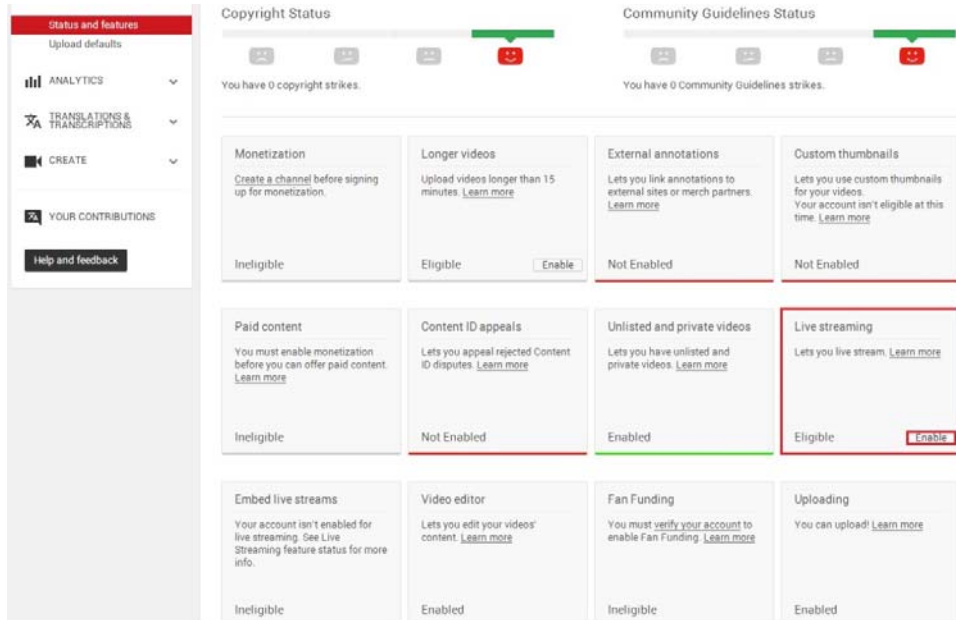 Status and features
Upload defaults
ANALYTICS
TRANSLATIONS &
TRANSCRIPTIONS
CREATE
YOUR CONTRIBUTIONS
Help and feedback
Copyright Status
You have 0 copyright strikes.
Community Guidelines Status
You have 0 Community Guidelines strikes.
Monetization
Create a channel before signing
up for monetization.
Ineligible
Longer videos
Upload videos longer than 15
minutes. Learn more
Eligible
Enable
External annotations
Lets you link annotations to
external sites or merch partners.
Learn more
Not Enabled
Custom thumbnails
Lets you use custom thumbnails
for your videos.
Your account isn't eligible at this
time. Learn more
Not Enabled
Paid content
You must enable monetization
before you can offer paid content.
Learn more
Ineligible
Content ID appeals
Lets you appeal rejected Content
ID disputes. Learn more
Not Enabled
Unlisted and private videos
Lets you have unlisted and
private videos. Learn more
Enabled
Live streaming
Lets you live stream. Learn more
Eligible
Enable
Embed live streams
Your account isn't enabled for
live streaming. See Live
Streaming feature status for more
info.
Ineligible
Video editor
Lets you edit your videos'
content. Learn more
Enabled
Fan Funding
You must verify your account to
enable Fan Funding. Learn more
Ineligible
Uploading
You can upload! Learn more
Enabled